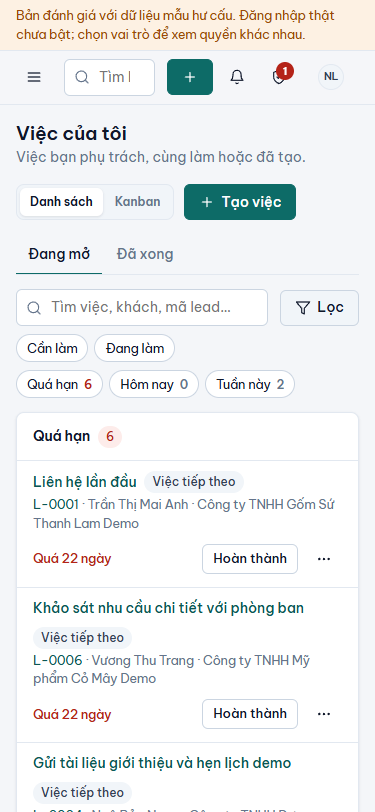 Bản đánh giá với dữ liệu mẫu hư cấu. Đăng nhập thật
chưa bật; chọn vai trò để xem quyền khác nhau.
Tìm
1
NL
Việc của tôi
Việc bạn phụ trách, cùng làm hoặc đã tạo.
Danh sách
Kanban
Tạo việc
Đang mở
Đã xong
Tìm việc, khách, mã lead...
Lọc
Cần làm
Đang làm
Quá hạn 6
Hôm nay 0
Tuần này 2
Quá hạn 6
Liên hệ lần đầu Việc tiếp theo
L-0001 · Trần Thị Mai Anh · Công ty TNHH Gốm Sứ
Thanh Lam Demo
Quá 22 ngày
Hoàn thành
Khảo sát nhu cầu chi tiết với phòng ban
Việc tiếp theo
L-0006 · Vương Thu Trang · Công ty TNHH Mỹ
phẩm Cỏ Mây Demo
Quá 22 ngày
Hoàn thành
Gửi tài liệu giới thiệu và hẹn lịch demo
Việc tiếp theo